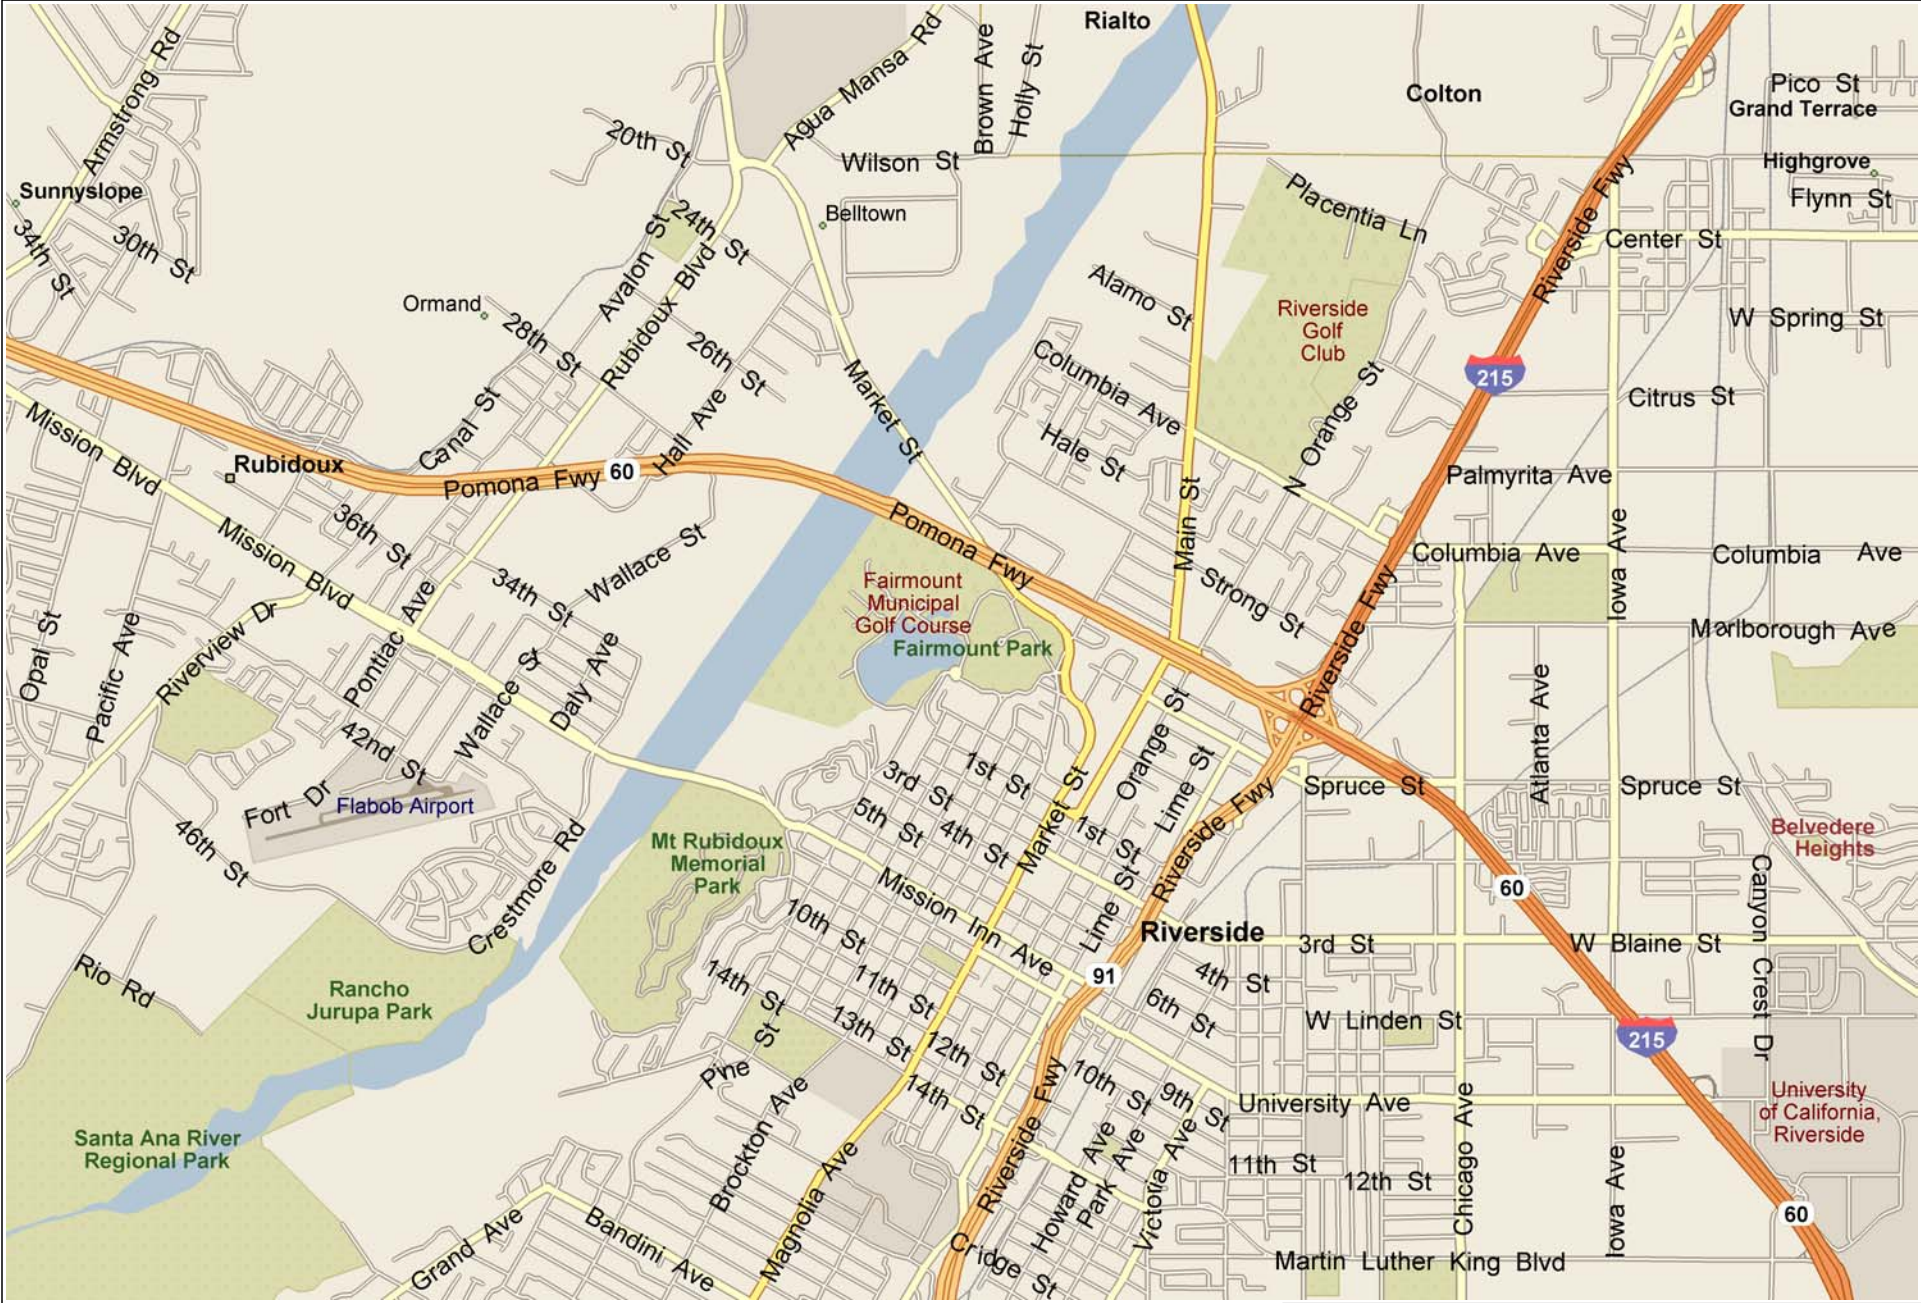 Rialto
Armstrong Rd
Agua Mansa Rd
Brown Ave
Holly St
Colton
Pico St
Grand Terrace
20th St
Wilson St
Highgrove
Sunnyslope
Placentia Ln
Riverside Fwy
Flynn St
24th St
Belltown
34th St
30th St
Avalon St
Center St
Ormand
28th St
Rubidoux Blvd
Alamo St
Riverside
Golf
Club
W Spring St
26th St
Columbia Ave
215
Citrus St
Mission Blvd
Canal St
Hall Ave
Market St
N Orange St
Rubidoux
Pomona Fwy
60
Hale St
Palmyrita Ave
36th St
Mission Blvd
Wallace St
Pomona Fwy
Main St
Iowa Ave
Columbia Ave
Columbia Ave
34th St
Fairmount
Municipal
Golf Course
Fairmount Park
Strong St
Riverside Fwy
Marlborough Ave
Opal St
Pacific Ave
Riverview Dr
Pontiac Ave
Wallace St
Daly Ave
Riverside Fwy
Atlanta Ave
42nd St
Orange St
Lime St
Fort Dr
Flabob Airport
3rd St
1st St
Spruce St
Spruce St
46th St
Crestmore Rd
Mt Rubidoux
Memorial
Park
5th St
4th St
Market St
1st St
Riverside Fwy
Belvedere
Heights
60
Mission Inn Ave
Lime St
Canyon Crest Dr
10th St
Riverside
3rd St
W Blaine St
Rio Rd
Rancho
Jurupa Park
14th St
11th St
91
4th St
6th St
W Linden St
215
13th St
12th St
Pine St
14th St
Riverside Fwy
10th St
9th St
University Ave
University
of California,
Riverside
Santa Ana River
Regional Park
Brockton Ave
Magnolia Ave
Howard Ave
Park Ave
Victoria Ave
11th St
12th St
Chicago Ave
Iowa Ave
60
Grand Ave
Bandini Ave
Cridge St
Martin Luther King Blvd